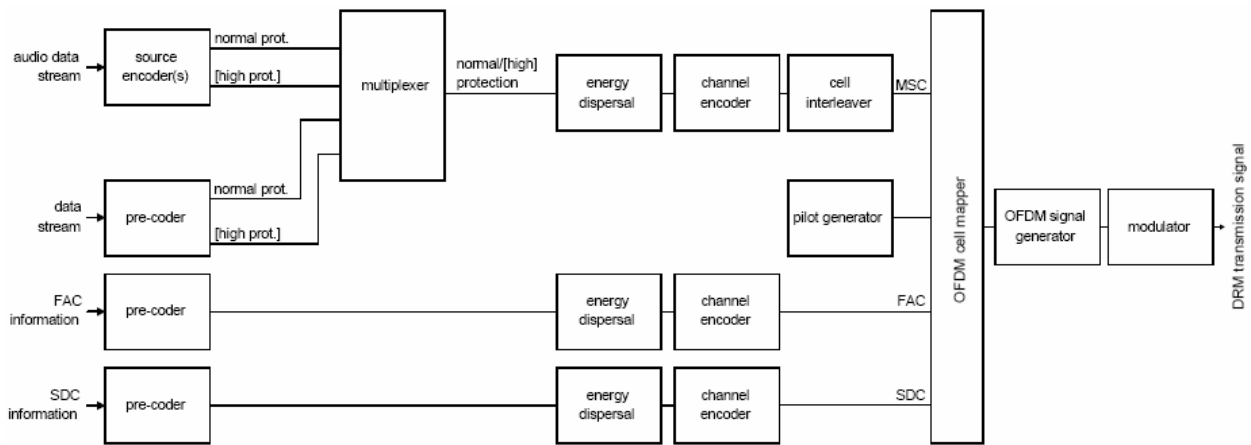 audio data
stream
source
encoder(s)
normal prot.
[high prot.]
multiplexer
normal/[high]
protection
energy
dispersal
channel
encoder
cell
interleaver
MSC
data
stream
pre-coder
normal prot.
[high prot.]
pilot generator
OFDM cell mapper
OFDM signal
generator
modulator
DRM transmission signal
FAC
information
pre-coder
energy
dispersal
channel
encoder
FAC
SDC
information
pre-coder
energy
dispersal
channel
encoder
SDC